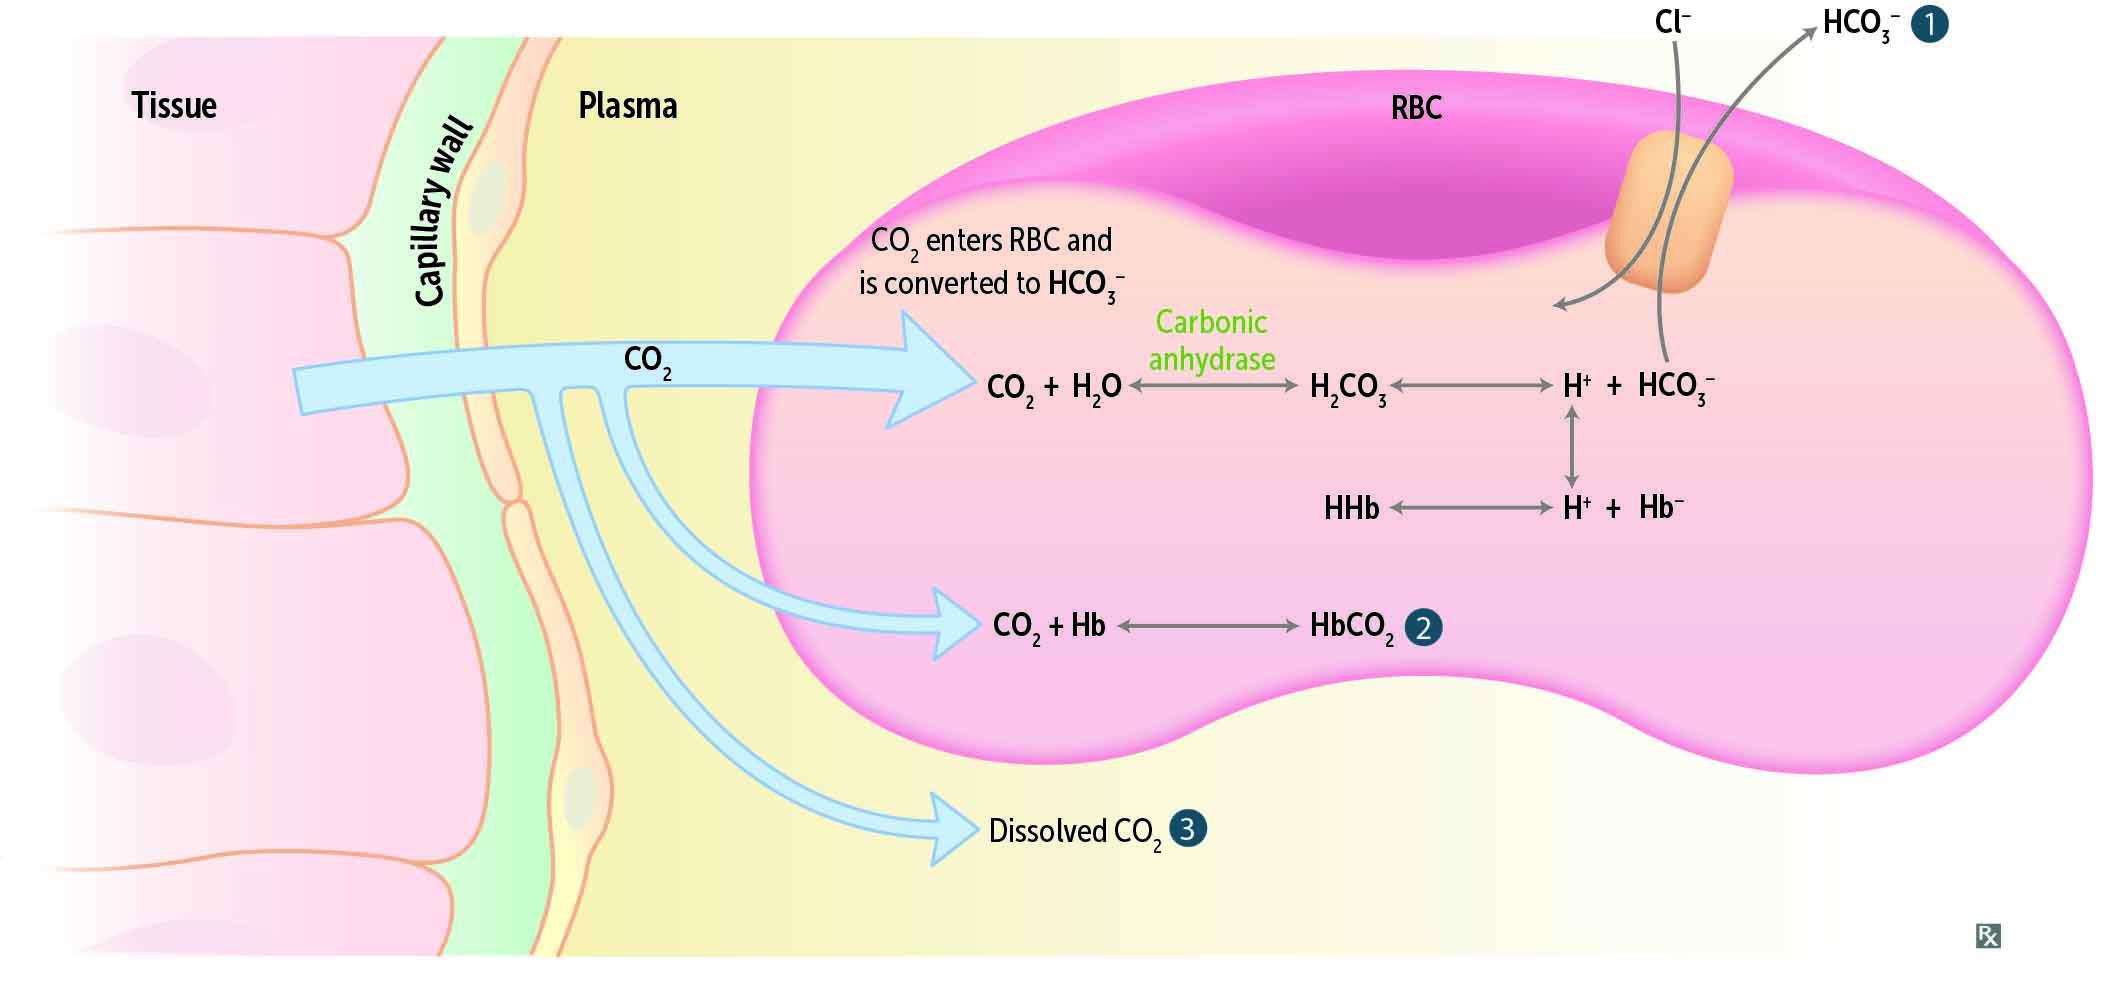 Cl⁻
HCO₃⁻ 1
Tissue
Capillary wall
Plasma
RBC
CO₂ enters RBC and
is converted to HCO₃⁻
CO₂
Carbonic
anhydrase
CO₂ + H₂O H₂CO₃ H⁺ + HCO₃⁻
HHb H⁺ + Hb⁻
CO₂ + Hb HbCO₂ 2
Dissolved CO₂ 3
Rx